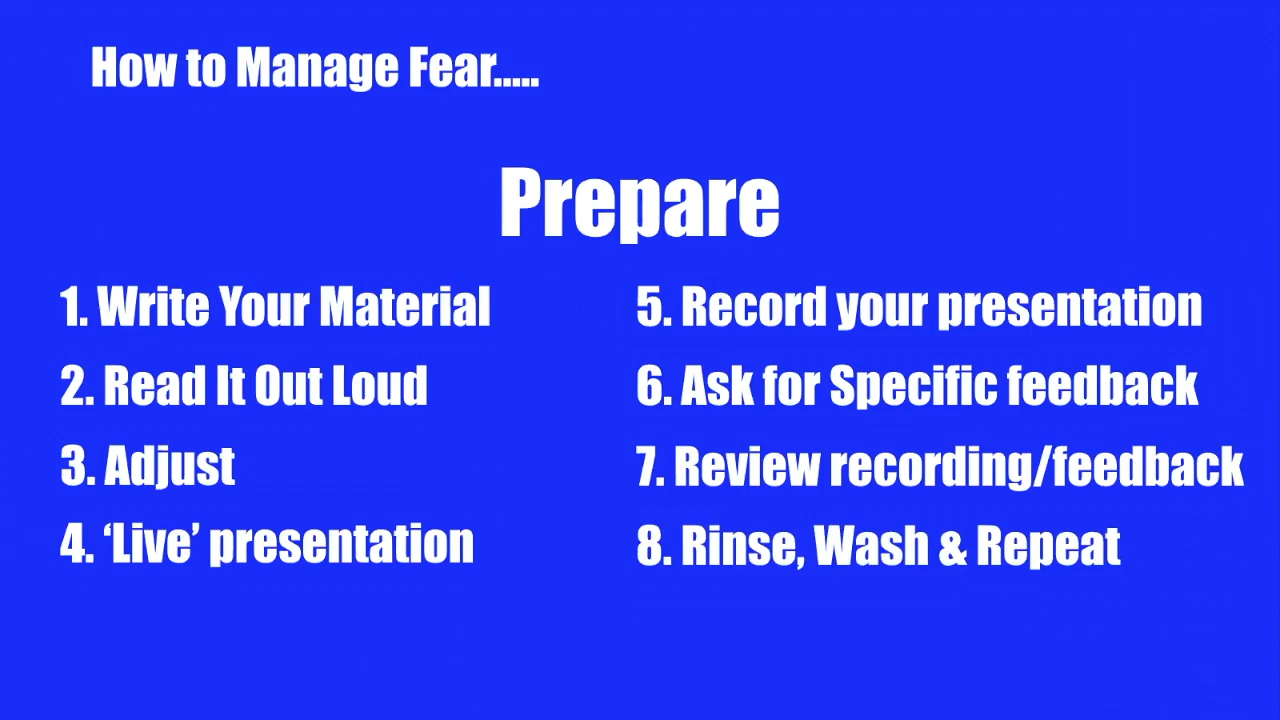 How to Manage Fear.....
Prepare
1. Write Your Material
2. Read It Out Loud
3. Adjust
4. ‘Live’ presentation
5. Record your presentation
6. Ask for Specific feedback
7. Review recording/feedback
8. Rinse, Wash & Repeat